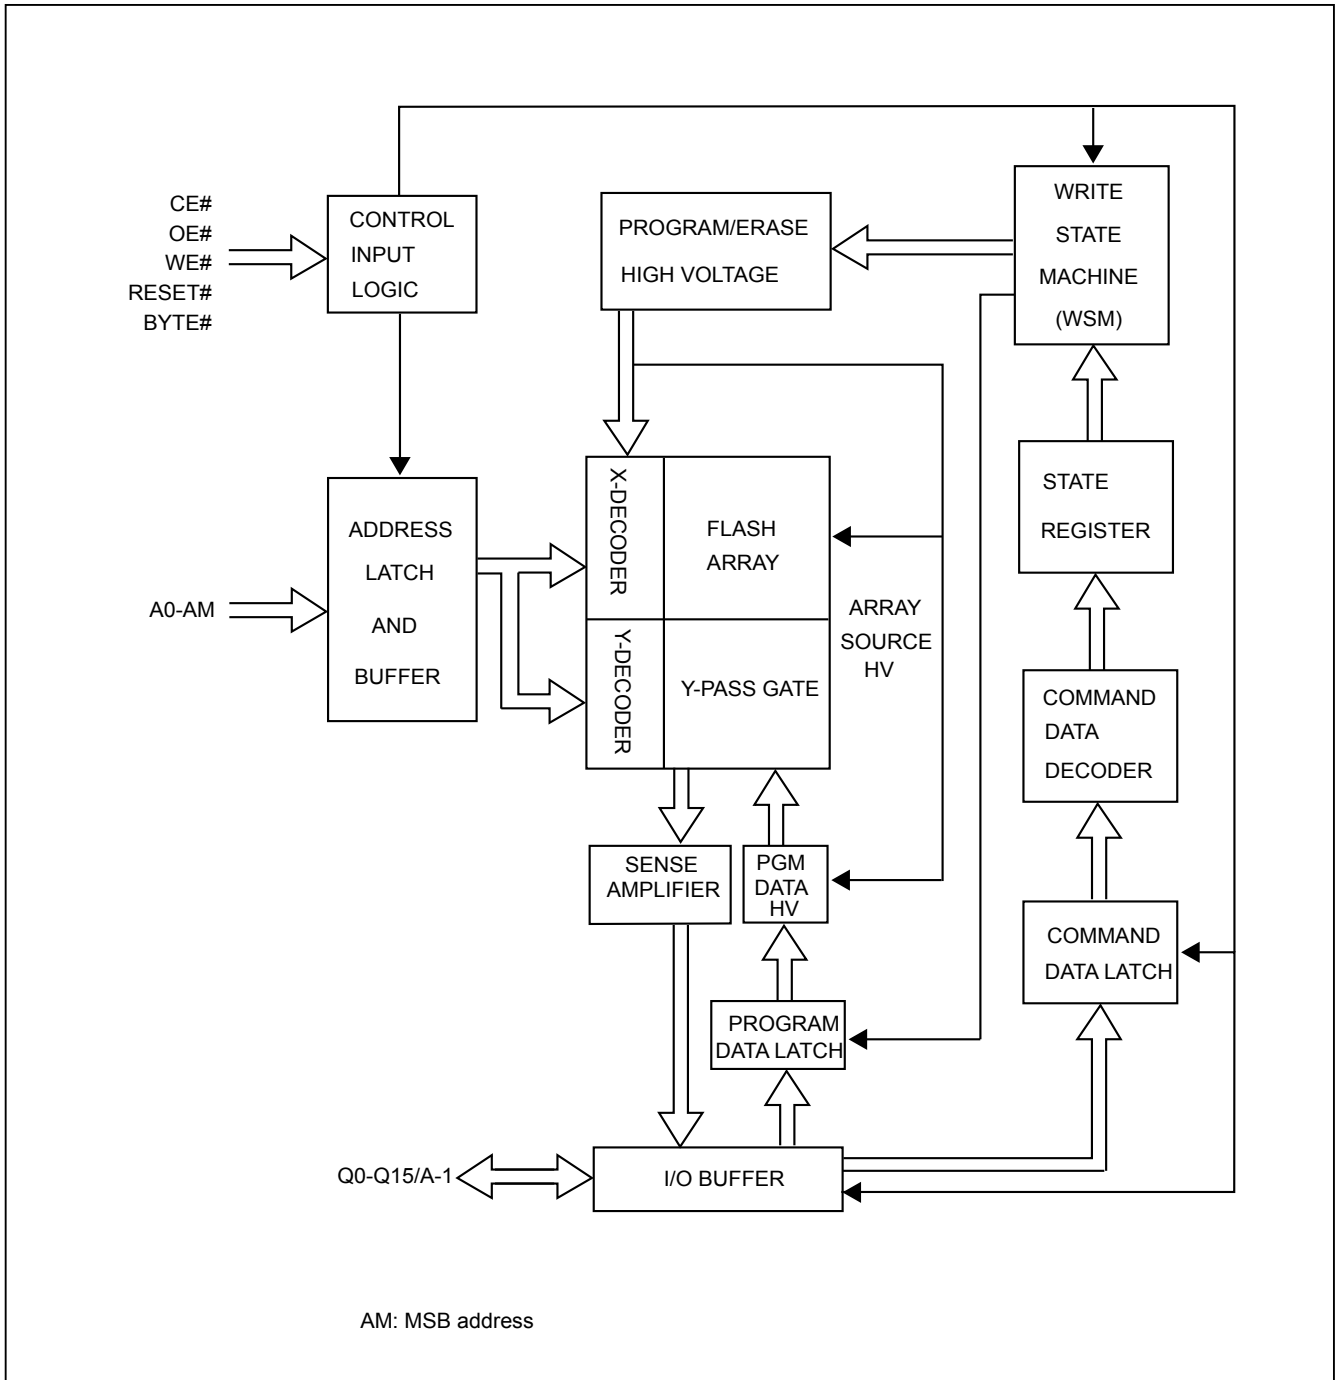 CE#
OE#
WE#
RESET#
BYTE#
CONTROL
INPUT
LOGIC
PROGRAM/ERASE
HIGH VOLTAGE
WRITE
STATE
MACHINE
(WSM)
STATE
REGISTER
A0-AM
ADDRESS
LATCH
AND
BUFFER
X-DECODER
FLASH
ARRAY
Y-DECODER
Y-PASS GATE
ARRAY
SOURCE
HV
COMMAND
DATA
DECODER
SENSE
AMPLIFIER
PGM
DATA
HV
COMMAND
DATA LATCH
PROGRAM
DATA LATCH
Q0-Q15/A-1
I/O BUFFER
AM: MSB address